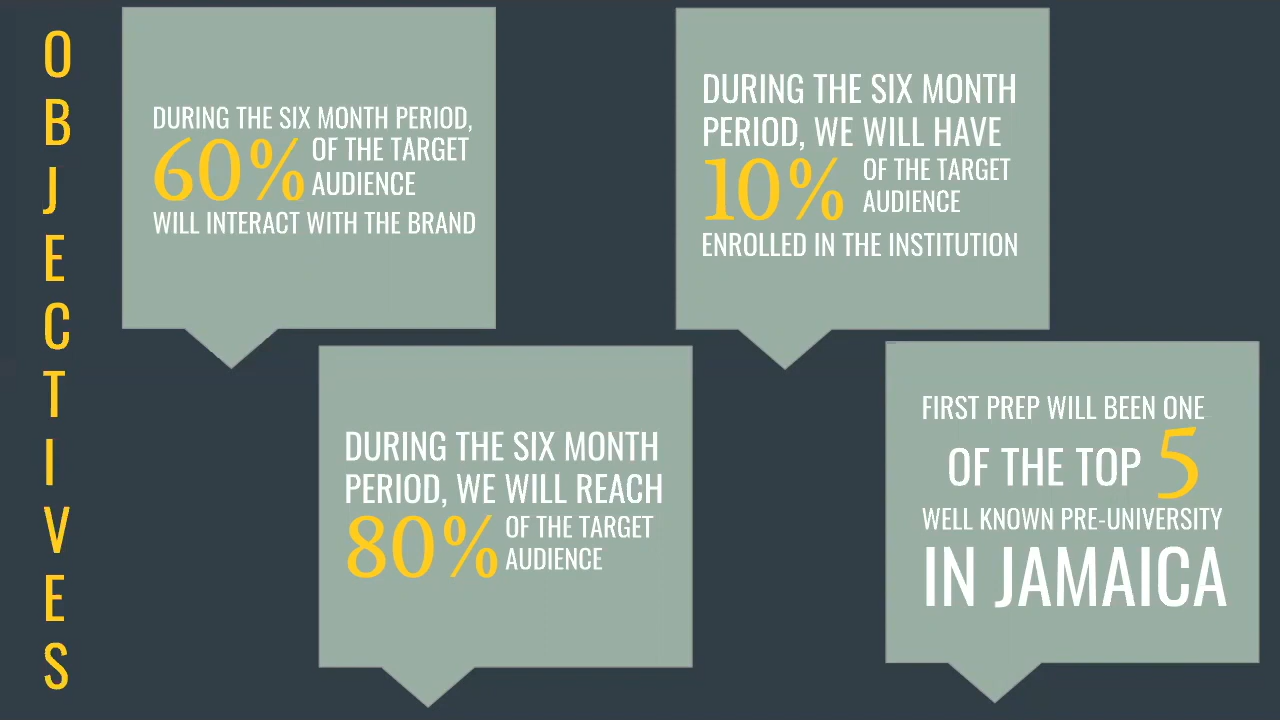 OBJECTIVES
DURING THE SIX MONTH PERIOD,
60% OF THE TARGET
AUDIENCE
WILL INTERACT WITH THE BRAND
DURING THE SIX MONTH
PERIOD, WE WILL REACH
80% OF THE TARGET
AUDIENCE
DURING THE SIX MONTH
PERIOD, WE WILL HAVE
10% OF THE TARGET
AUDIENCE
ENROLLED IN THE INSTITUTION
FIRST PREP WILL BEEN ONE
OF THE TOP 5
WELL KNOWN PRE-UNIVERSITY
IN JAMAICA